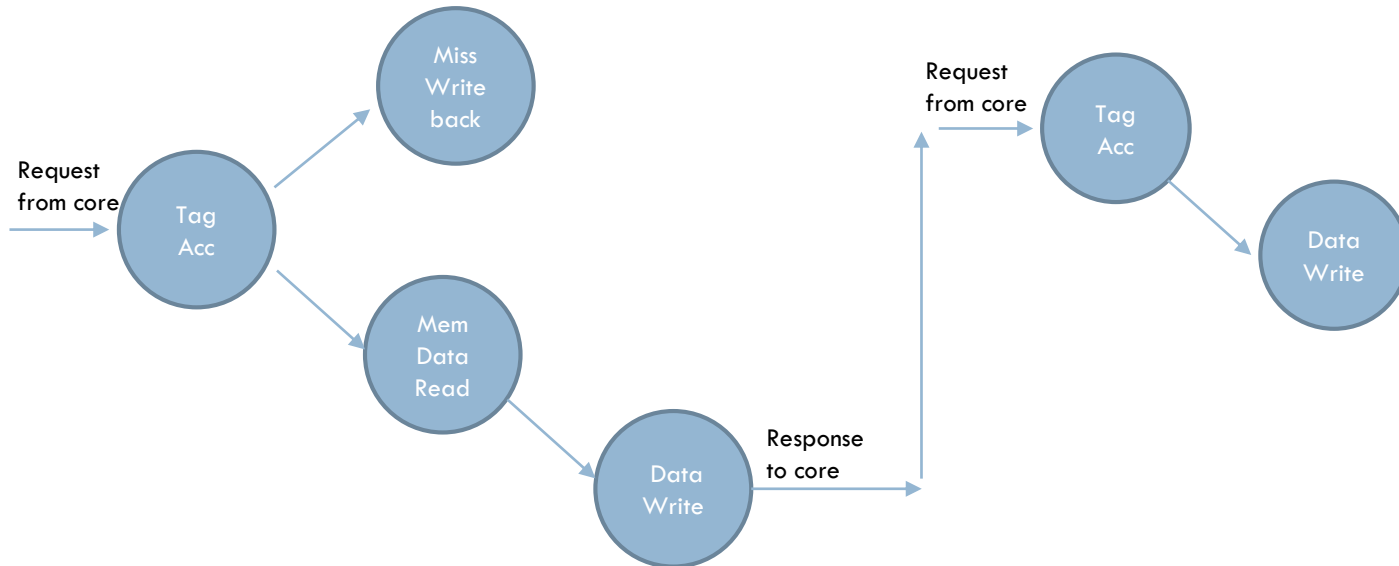 Request
from core
Tag
Acc
Miss
Write
back
Mem
Data
Read
Data
Write
Response
to core
Request
from core
Tag
Acc
Data
Write